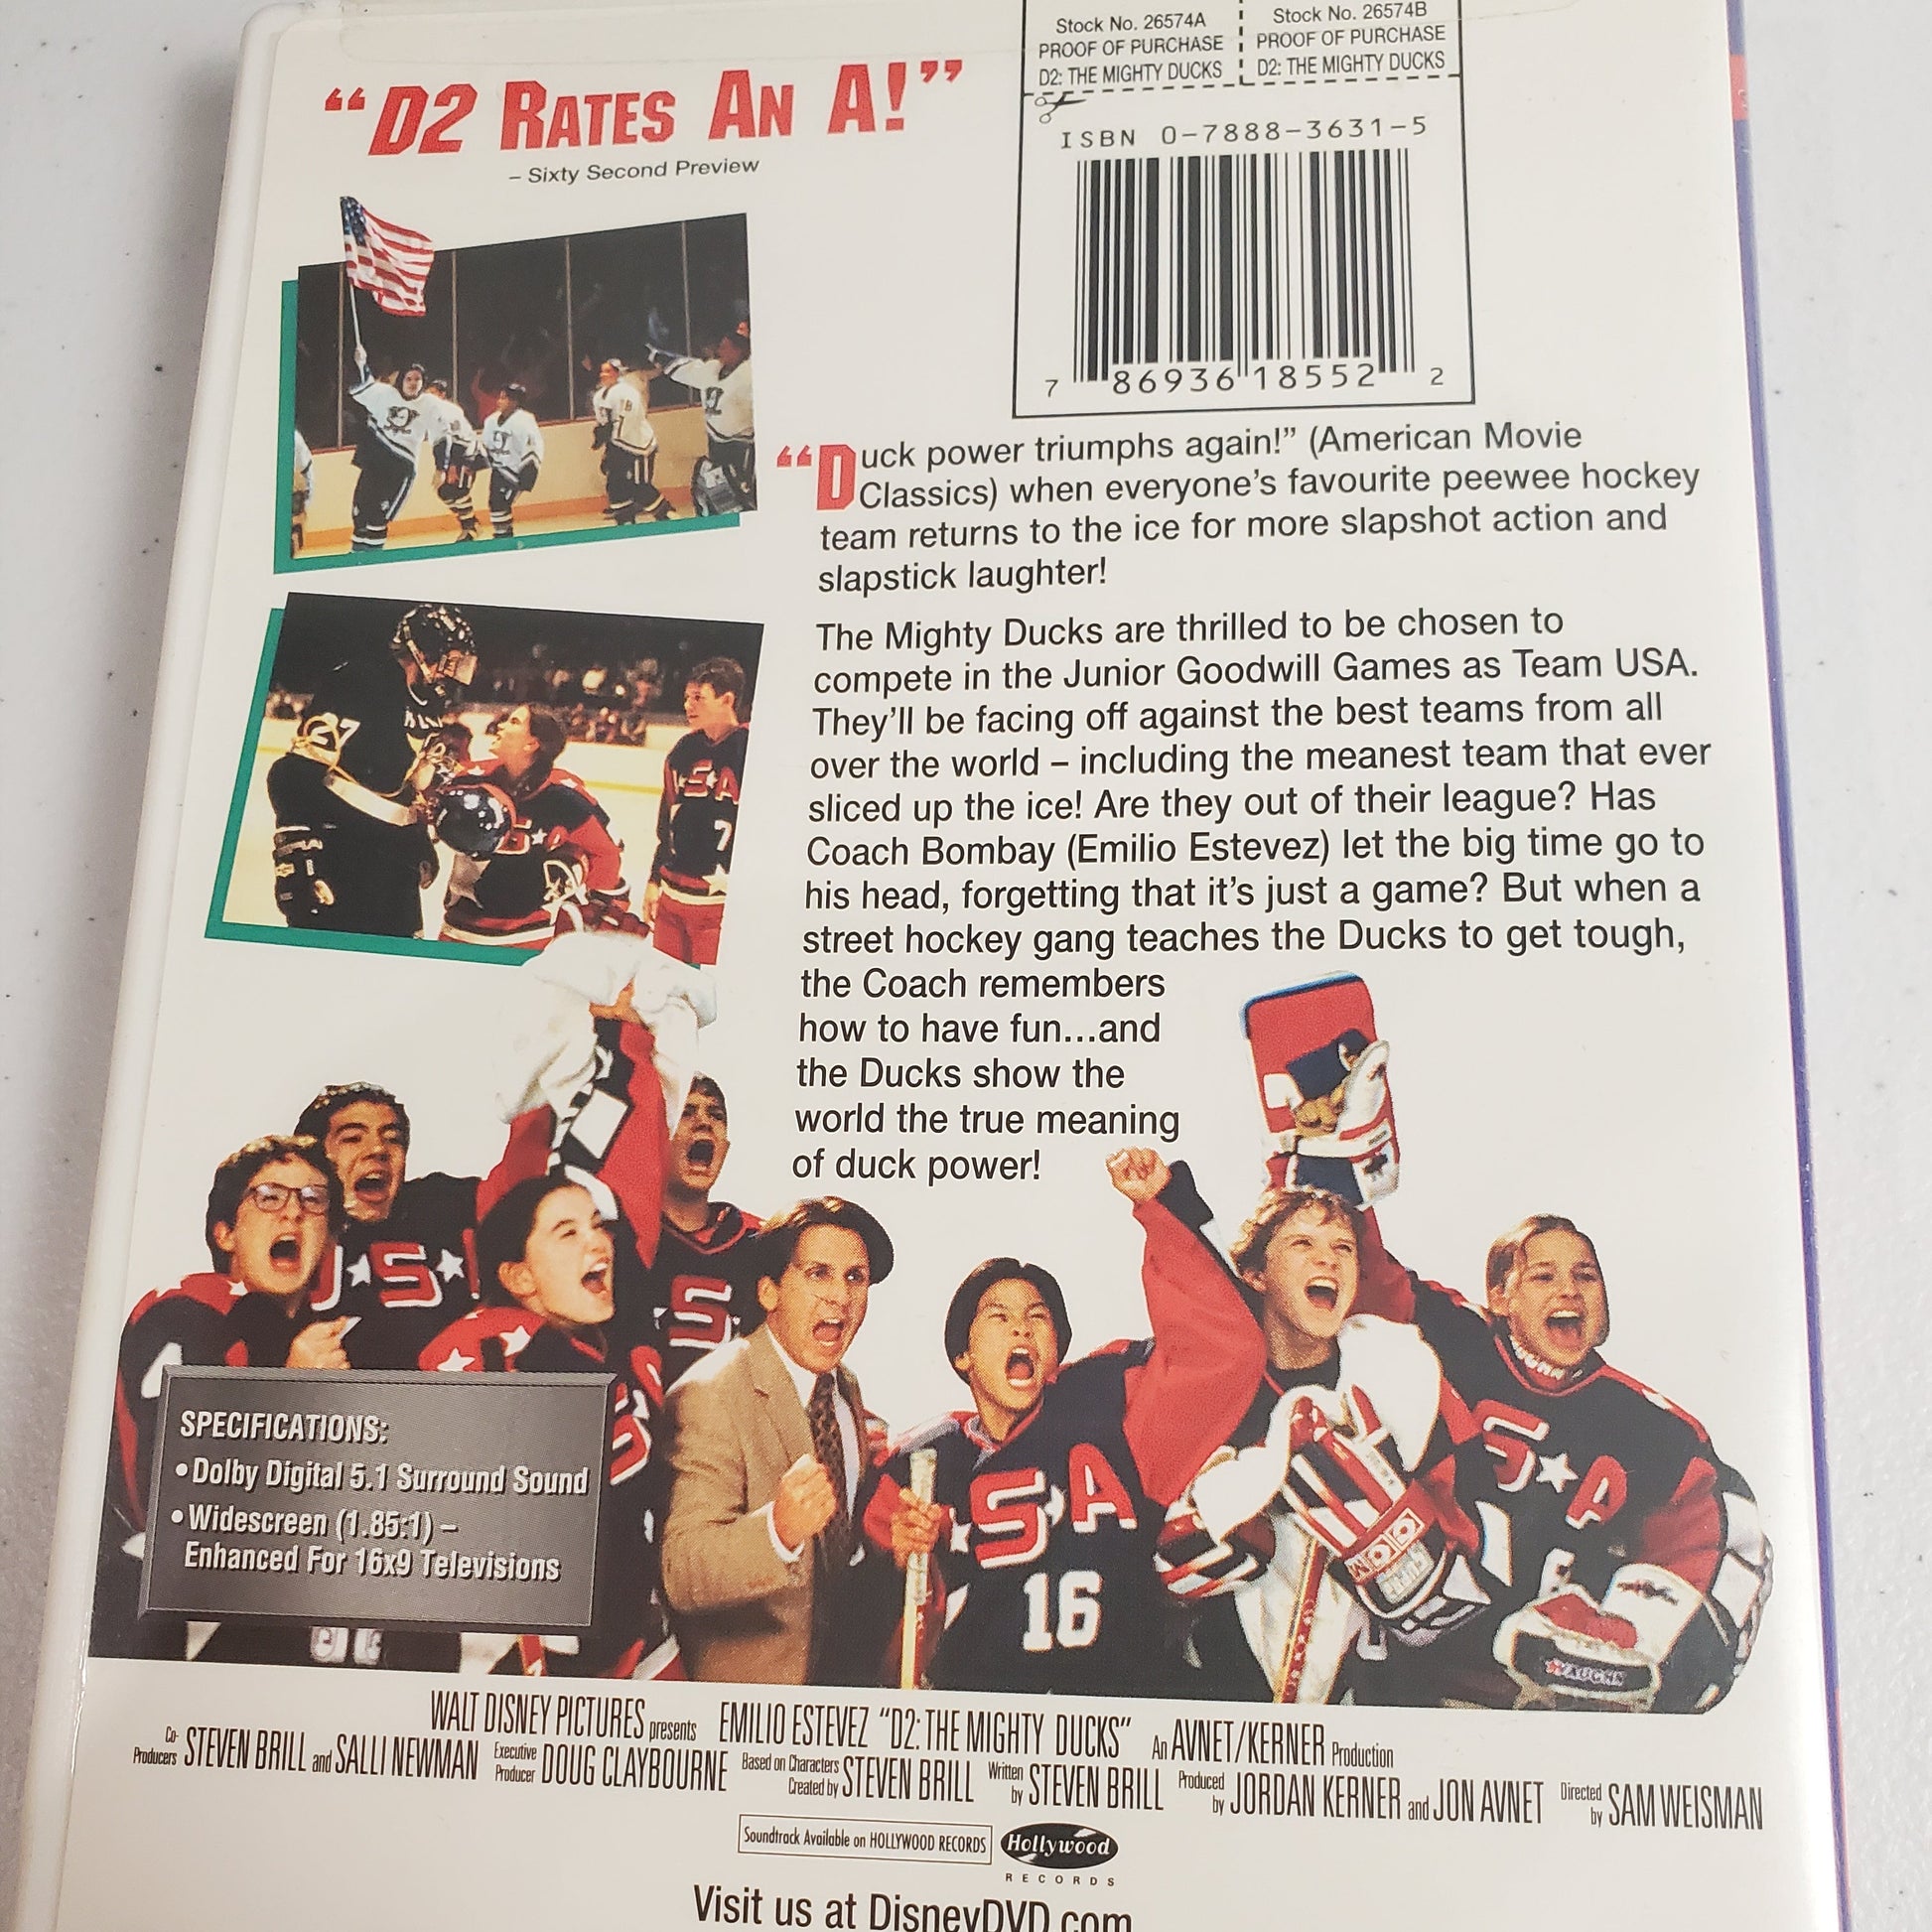 Stock No. 26574A
PROOF OF PURCHASE
D2: THE MIGHTY DUCKS
Stock No. 26574B
PROOF OF PURCHASE
D2: THE MIGHTY DUCKS
“D2 RATES AN A!”
– Sixty Second Preview
ISBN 0-7888-3631-5
7 86936 18552 2
“Duck power triumphs again!” (American Movie
Classics) when everyone’s favourite peewee hockey
team returns to the ice for more slapshot action and
slapstick laughter!
The Mighty Ducks are thrilled to be chosen to
compete in the Junior Goodwill Games as Team USA.
They’ll be facing off against the best teams from all
over the world – including the meanest team that ever
sliced up the ice! Are they out of their league? Has
Coach Bombay (Emilio Estevez) let the big time go to
his head, forgetting that it’s just a game? But when a
street hockey gang teaches the Ducks to get tough,
the Coach remembers
how to have fun...and
the Ducks show the
world the true meaning
of duck power!
SPECIFICATIONS:
• Dolby Digital 5.1 Surround Sound
• Widescreen (1.85:1) –
Enhanced For 16x9 Televisions
USA
7
S
SA
16
S★A
VAUGHN
WALT DISNEY PICTURES presents EMILIO ESTEVEZ “D2: THE MIGHTY DUCKS” An AVNET/KERNER Production
Co-Producers STEVEN BRILL and SALLI NEWMAN Executive Producer DOUG CLAYBOURNE Based on Characters Created by STEVEN BRILL Written by STEVEN BRILL Produced by JORDAN KERNER and JON AVNET Directed by SAM WEISMAN
Soundtrack Available on HOLLYWOOD RECORDS
Hollywood
RECORDS
Visit us at DisneyDVD.com